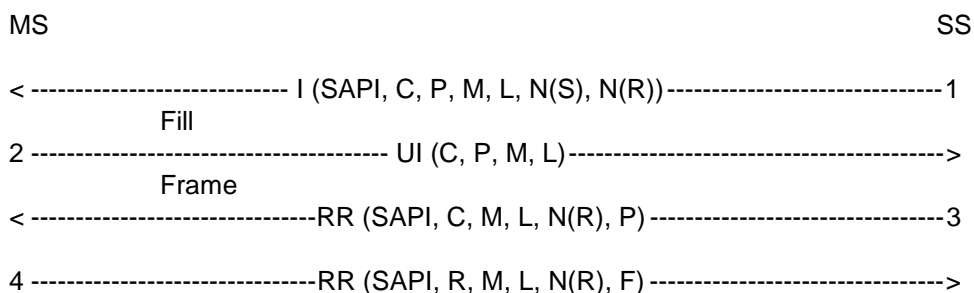 MS SS
< ----------------------------- I (SAPI, C, P, M, L, N(S), N(R))-------------------------------1
Fill
2 ---------------------------------------- UI (C, P, M, L)------------------------------------------>
Frame
< --------------------------------RR (SAPI, C, M, L, N(R), P) ---------------------------------3
4 --------------------------------RR (SAPI, R, M, L, N(R), F) --------------------------------->